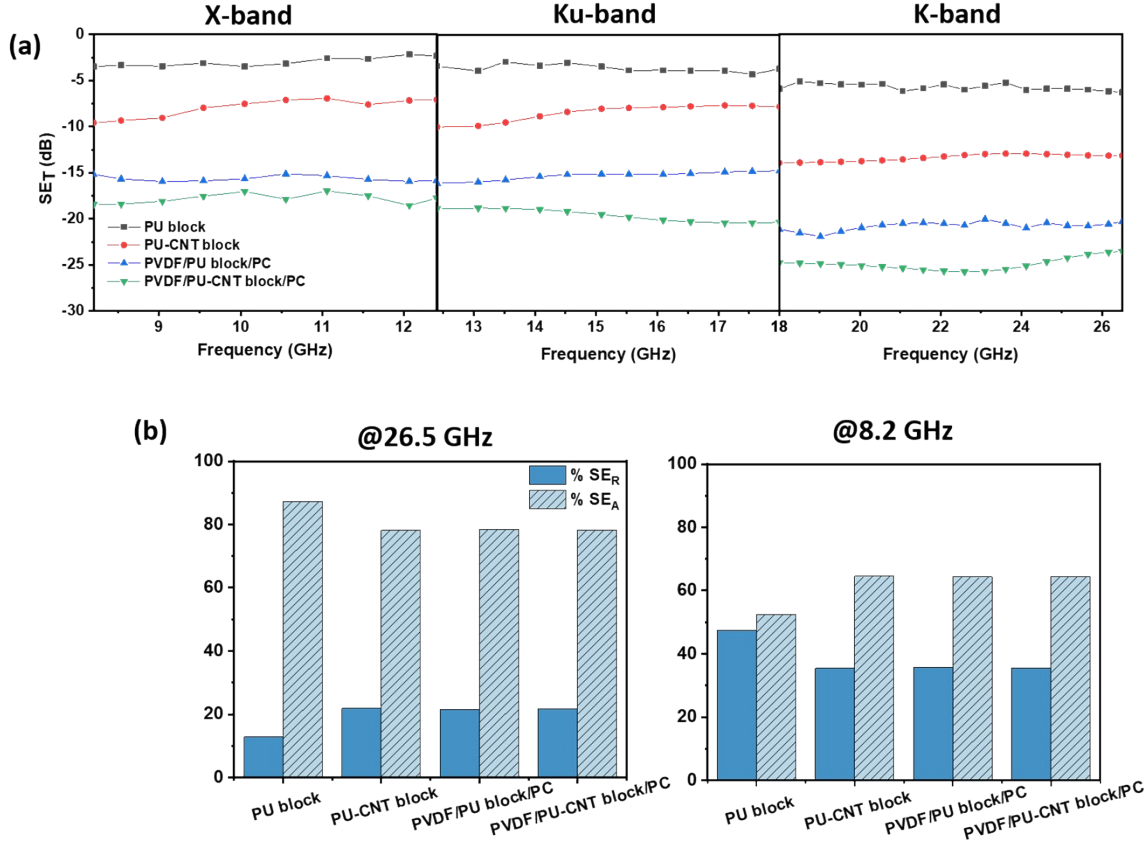 X-band Ku-band K-band
(a)
0
-5
-10
-15
-20
-25
-30
SET (dB)
PU block
PU-CNT block
PVDF/PU block/PC
PVDF/PU-CNT block/PC
9 10 11 12 13 14 15 16 17 18 20 22 24 26
Frequency (GHz) Frequency (GHz) Frequency (GHz)
(b)
@26.5 GHz @8.2 GHz
100
80
60
40
20
0
% SER
% SEA
PU block PU-CNT block PVDF/PU block/PC PVDF/PU-CNT block/PC
100
80
60
40
20
0
PU block PU-CNT block PVDF/PU block/PC PVDF/PU-CNT block/PC